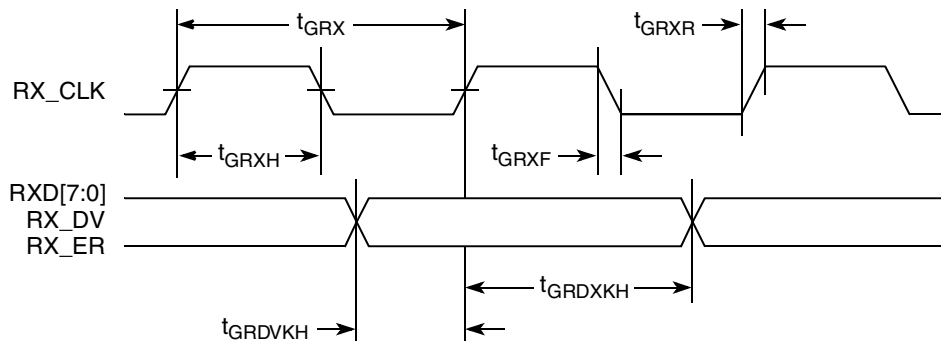 tGRX
tGRXR
RX_CLK
tGRXH
tGRXF
RXD[7:0]
RX_DV
RX_ER
tGRDXKH
tGRDVKH